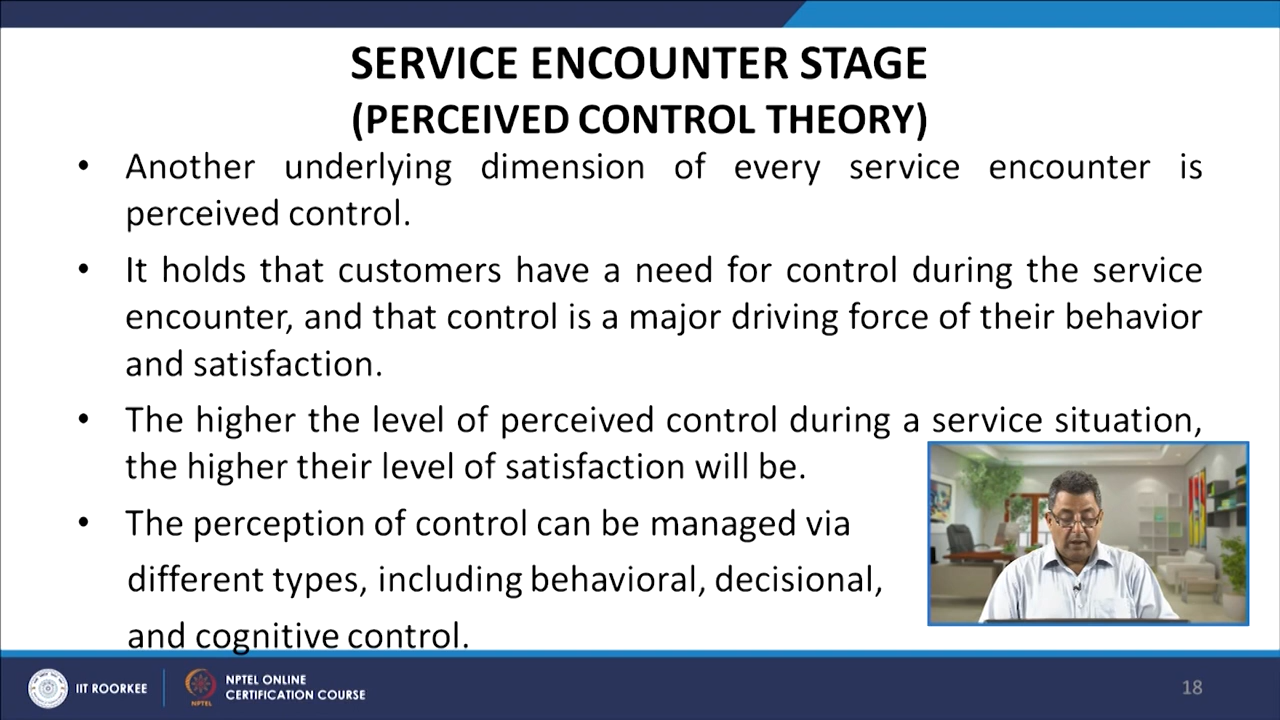 SERVICE ENCOUNTER STAGE
(PERCEIVED CONTROL THEORY)
• Another underlying dimension of every service encounter is
perceived control.
• It holds that customers have a need for control during the service
encounter, and that control is a major driving force of their behavior
and satisfaction.
• The higher the level of perceived control during a service situation,
the higher their level of satisfaction will be.
• The perception of control can be managed via
different types, including behavioral, decisional,
and cognitive control.
IIT ROORKEE
NPTEL
NPTEL ONLINE
CERTIFICATION COURSE
18